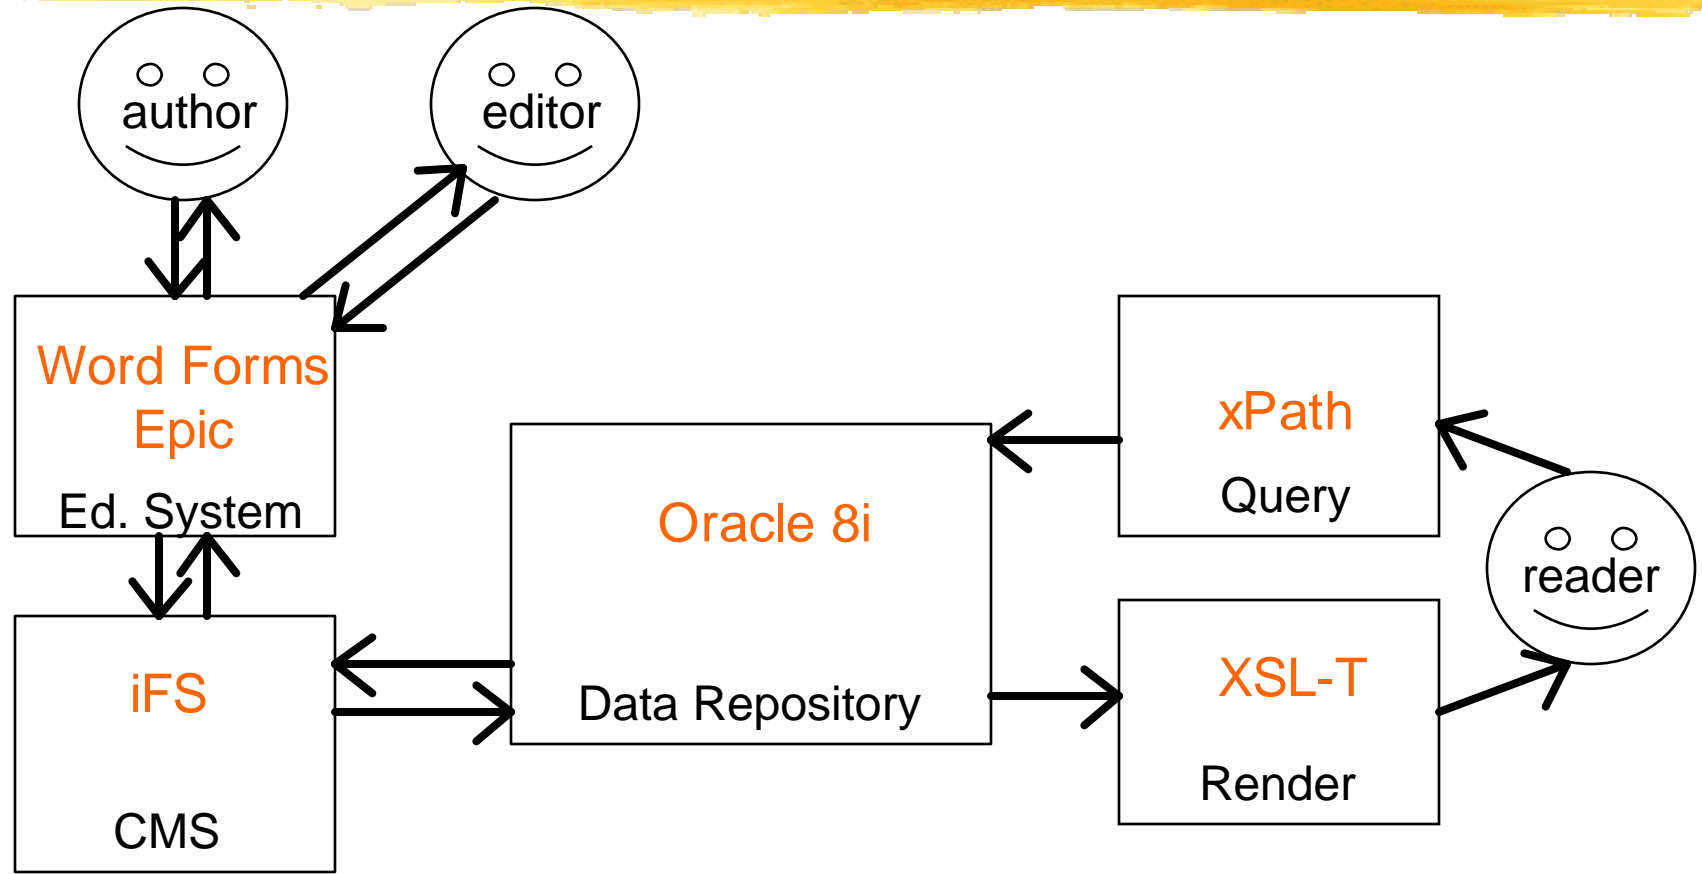 author
editor
Word Forms
Epic
Ed. System
iFS
CMS
Oracle 8i
Data Repository
xPath
Query
XSL-T
Render
reader